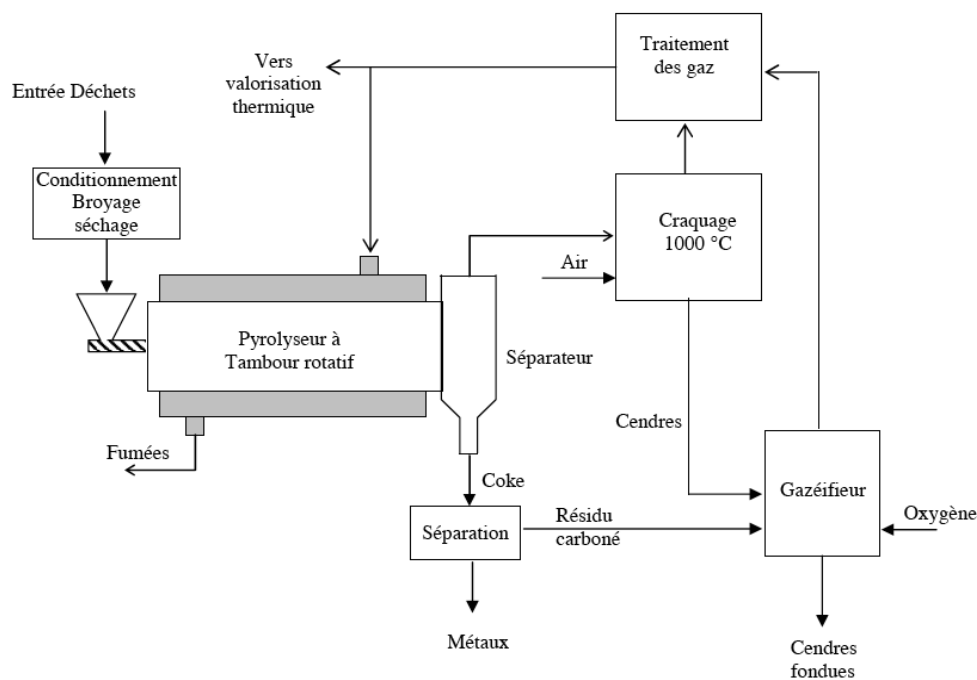 Traitement
des gaz
Vers
valorisation
thermique
Entrée Déchets
Conditionnement
Broyage
séchage
Craquage
1000 °C
Air
Pyrolyseur à
Tambour rotatif
Séparateur
Cendres
Fumées
Gazéifieur
Coke
Oxygène
Résidu
carboné
Séparation
Métaux
Cendres
fondues